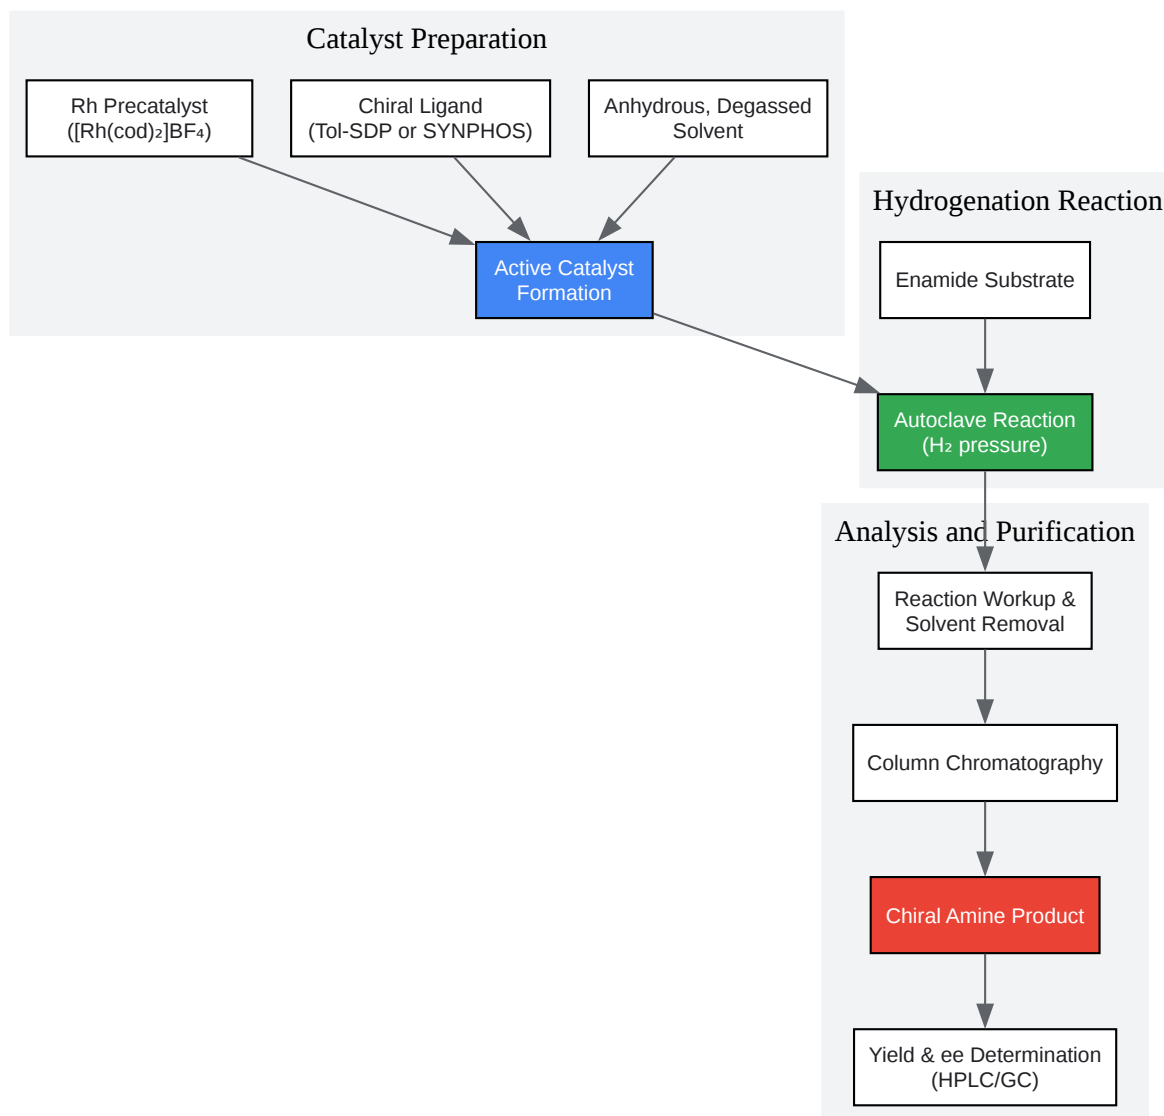 Catalyst Preparation
Rh Precatalyst
([Rh(cod)₂]BF₄)
Chiral Ligand
(Tol-SDP or SYNPHOS)
Anhydrous, Degassed
Solvent
Active Catalyst
Formation
Hydrogenation Reaction
Enamide Substrate
Autoclave Reaction
(H₂ pressure)
Analysis and Purification
Reaction Workup &
Solvent Removal
Column Chromatography
Chiral Amine Product
Yield & ee Determination
(HPLC/GC)